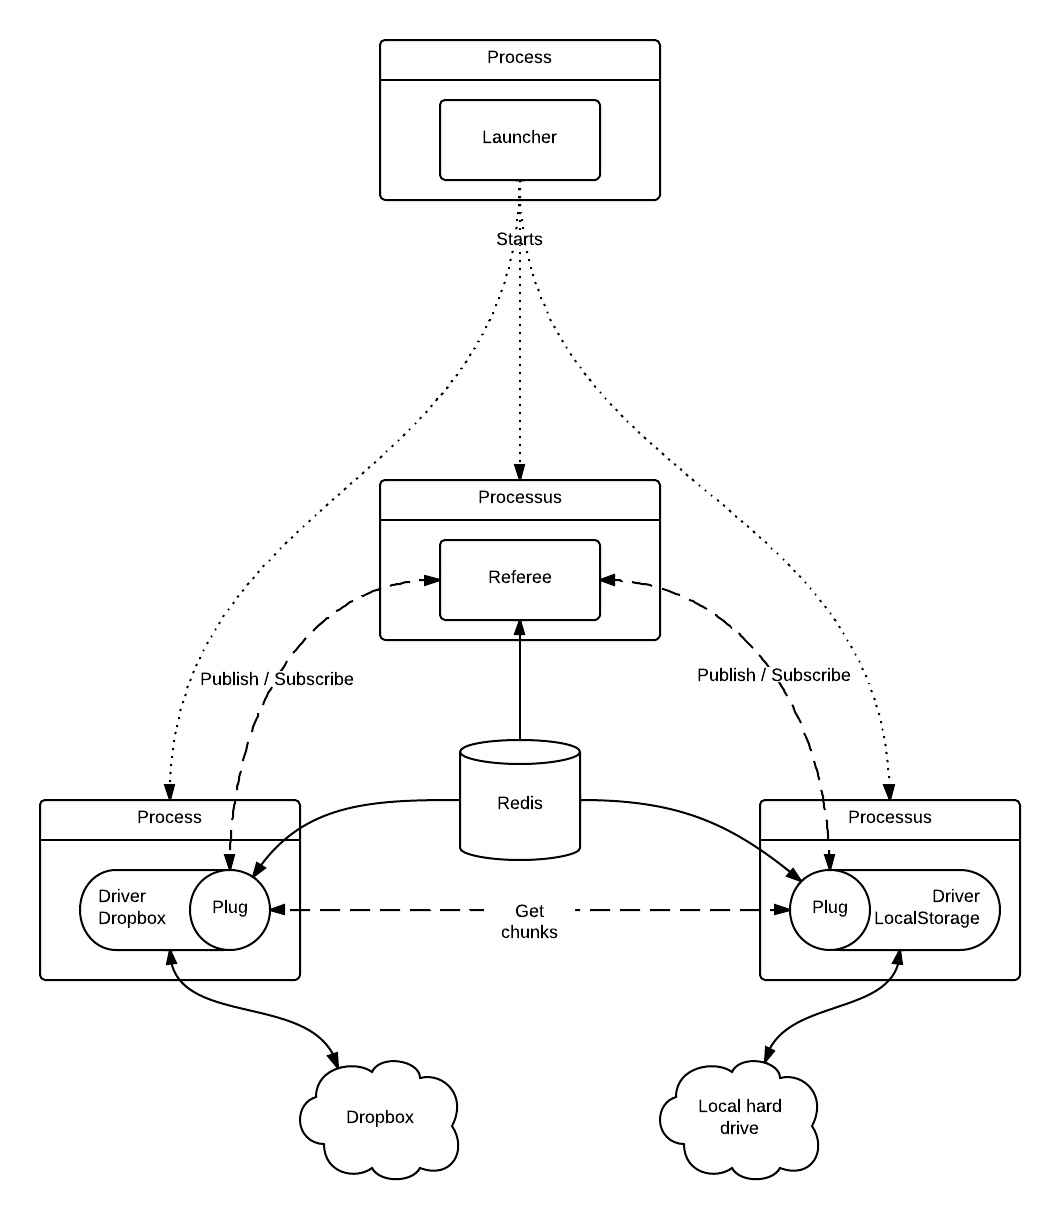 Process
Launcher
Starts
Processus
Referee
Publish / Subscribe
Publish / Subscribe
Redis
Process
Driver
Dropbox
Plug
Get
chunks
Processus
Plug
Driver
LocalStorage
Dropbox
Local hard
drive